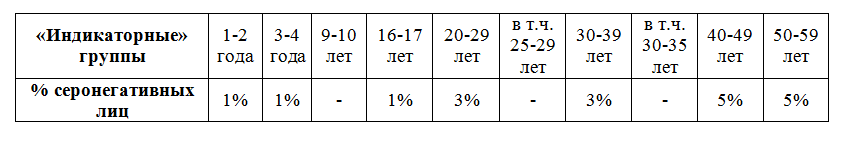 «Индикаторные» группы 1-2 года 3-4 года 9-10 лет 16-17 лет 20-29 лет в т.ч. 25-29 лет 30-39 лет в т.ч. 30-35 лет 40-49 лет 50-59 лет
% серонегативных лиц 1% 1% - 1% 3% - 3% - 5% 5%